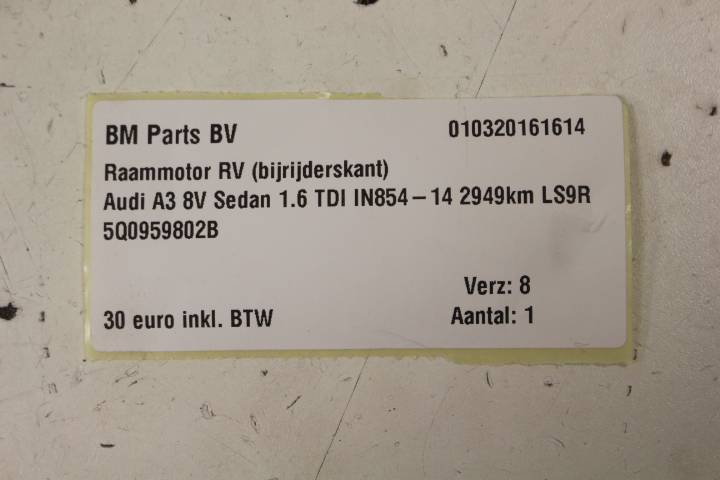 BM Parts BV 010320161614
Raammotor RV (bijrijderskant)
Audi A3 8V Sedan 1.6 TDI IN854-14 2949km LS9R
5Q0959802B
Verz: 8
30 euro inkl. BTW Aantal: 1